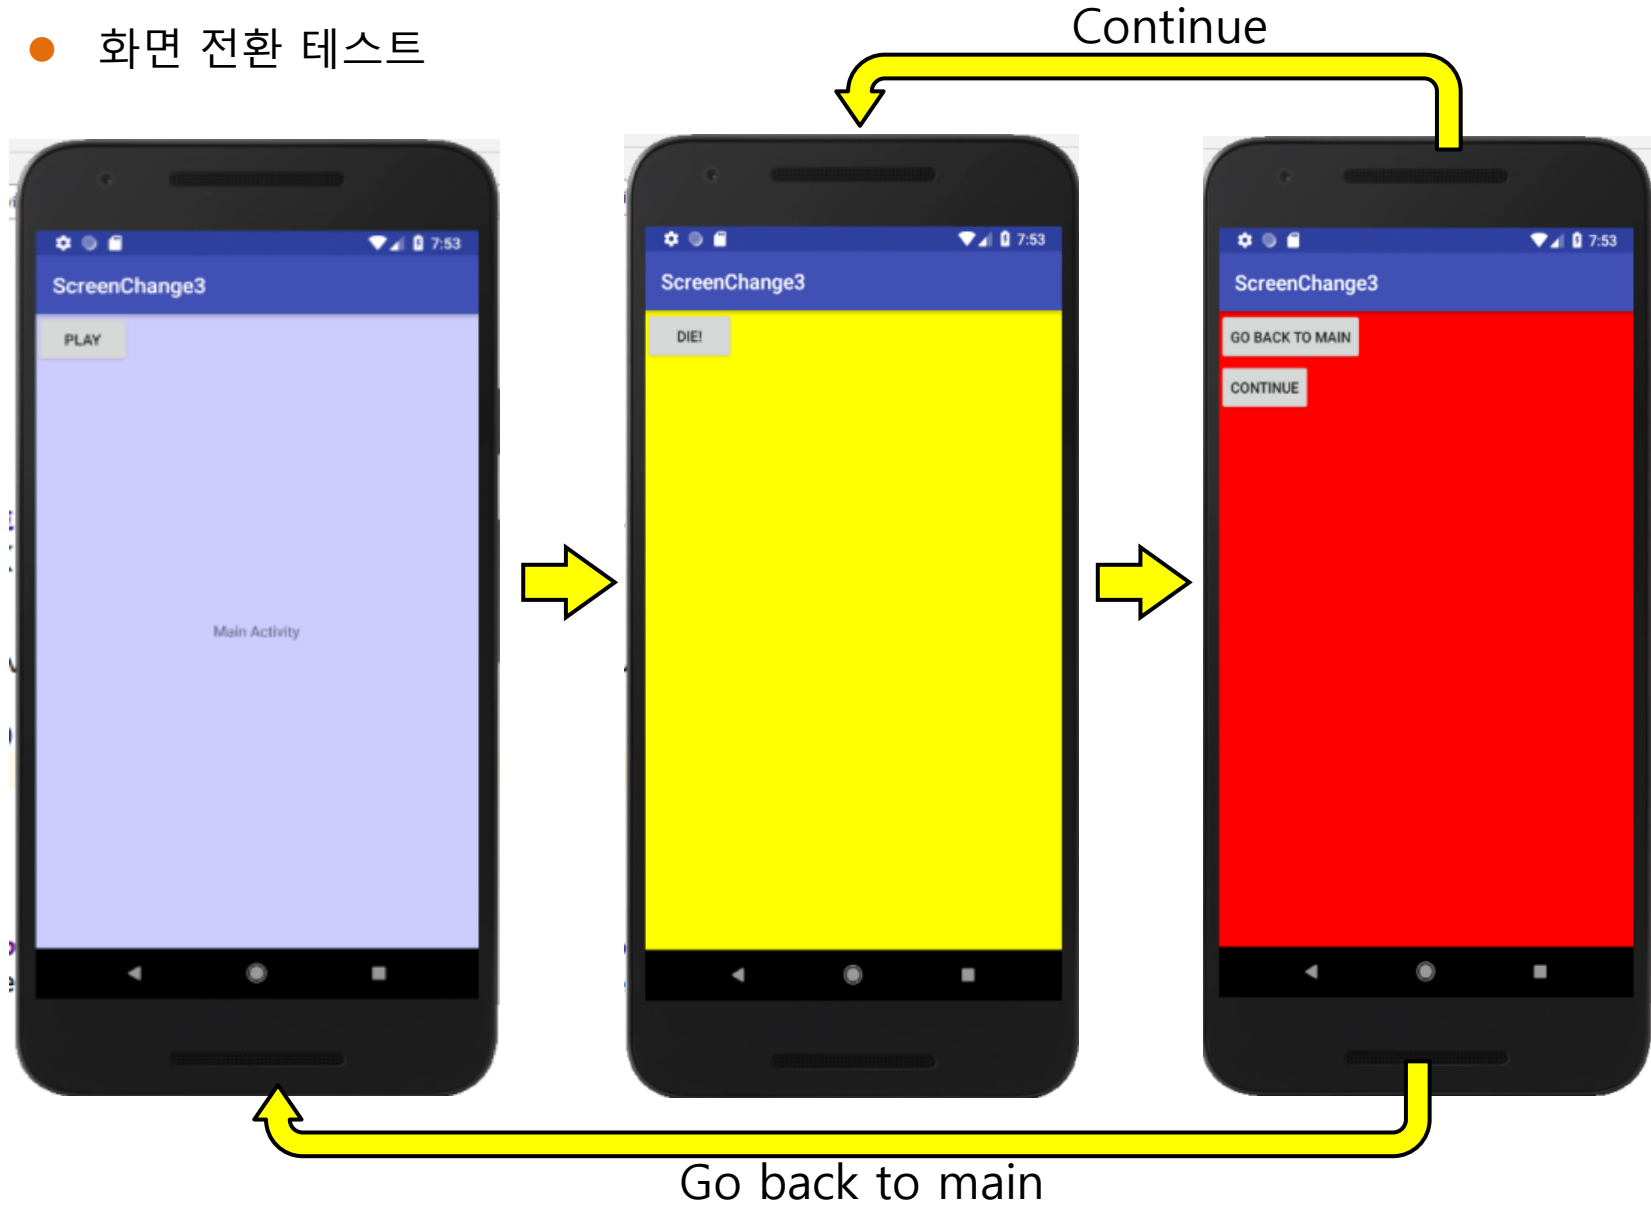 화면 전환 테스트
Continue
7:53
ScreenChange3
PLAY
Main Activity
7:53
ScreenChange3
DIE!
7:53
ScreenChange3
GO BACK TO MAIN
CONTINUE
Go back to main